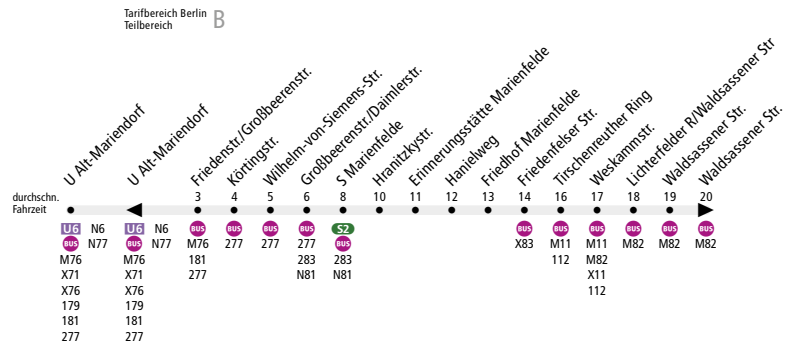 Tarifbereich Berlin
Teilbereich B
U Alt-Mariendorf
U Alt-Mariendorf
Friedenstr./Großbeerenstr.
Körtingstr.
Wilhelm-von-Siemens-Str.
Großbeerenstr./Daimlerstr.
S Marienfelde
Hranitzkystr.
Erinnerungsstätte Marienfelde
Hanielweg
Friedhof Marienfelde
Friedenfelser Str.
Tirschenreuther Ring
Weskammstr.
Lichterfelder R/Waldsassener Str
Waldsassener Str.
Waldsassener Str.
durchschn. 3 4 5 6 8 10 11 12 13 14 16 17 18 19 20
Fahrzeit
U6 N6 U6 N6 BUS BUS BUS BUS S2 BUS BUS BUS BUS BUS BUS
BUS N77 BUS N77 M76 277 277 277 BUS X83 M11 M11 M82 M82 M82
M76 M76 181 283 283 112 M82
X71 X71 277 N81 N81 X11
X76 X76 112
179 179
181 181
277 277